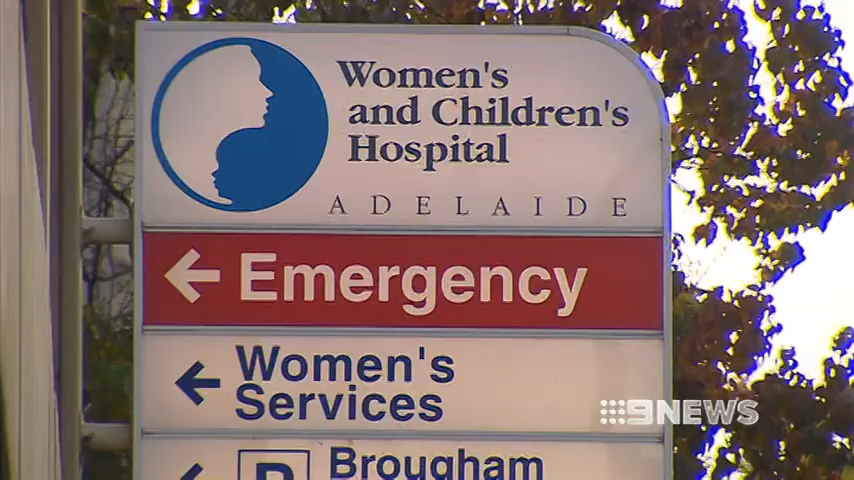 Women's
and Children's
Hospital
ADELAIDE
Emergency
Women's
Services
P Brougham
9NEWS